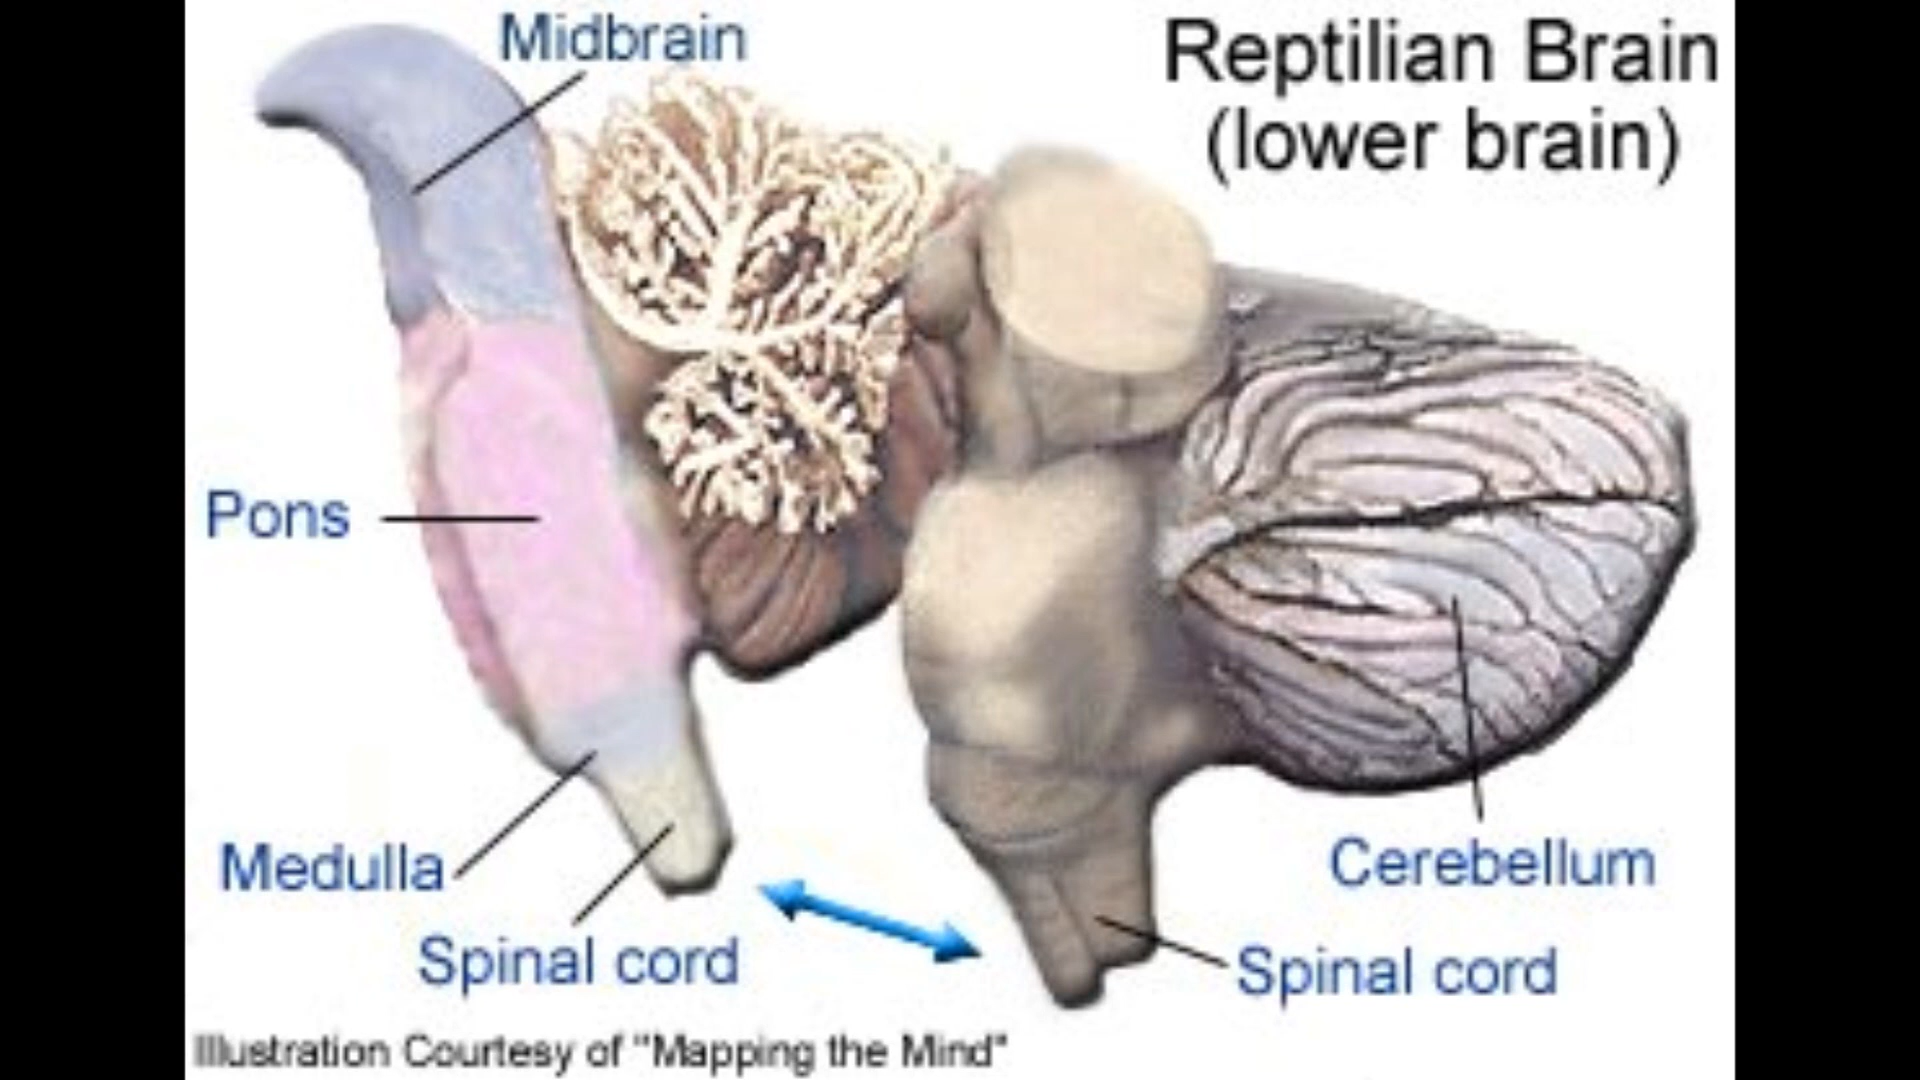 Midbrain
Reptilian Brain
(lower brain)
Pons
Medulla
Spinal cord
Cerebellum
Spinal cord
Illustration Courtesy of "Mapping the Mind"